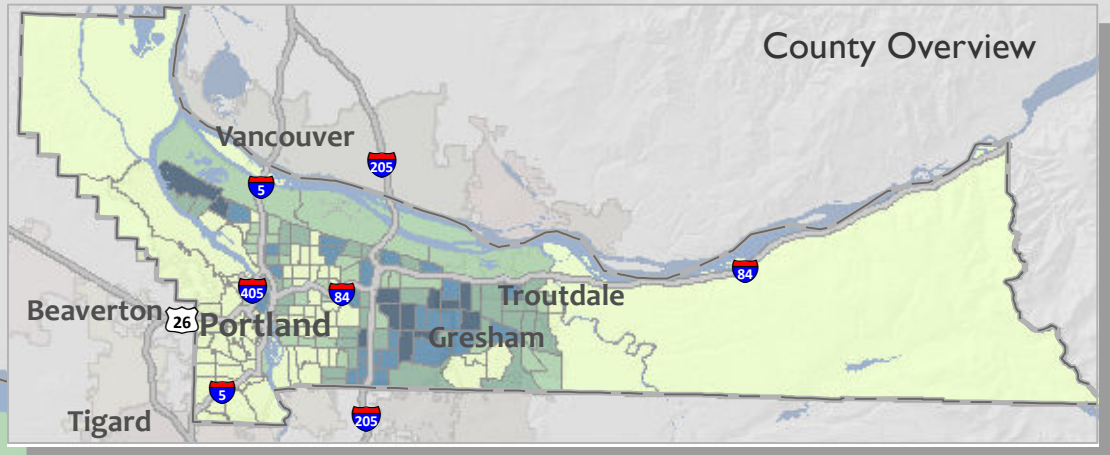 County Overview
Vancouver
205
5
405
84
84
Troutdale
Beaverton
26
Portland
Gresham
5
Tigard
205